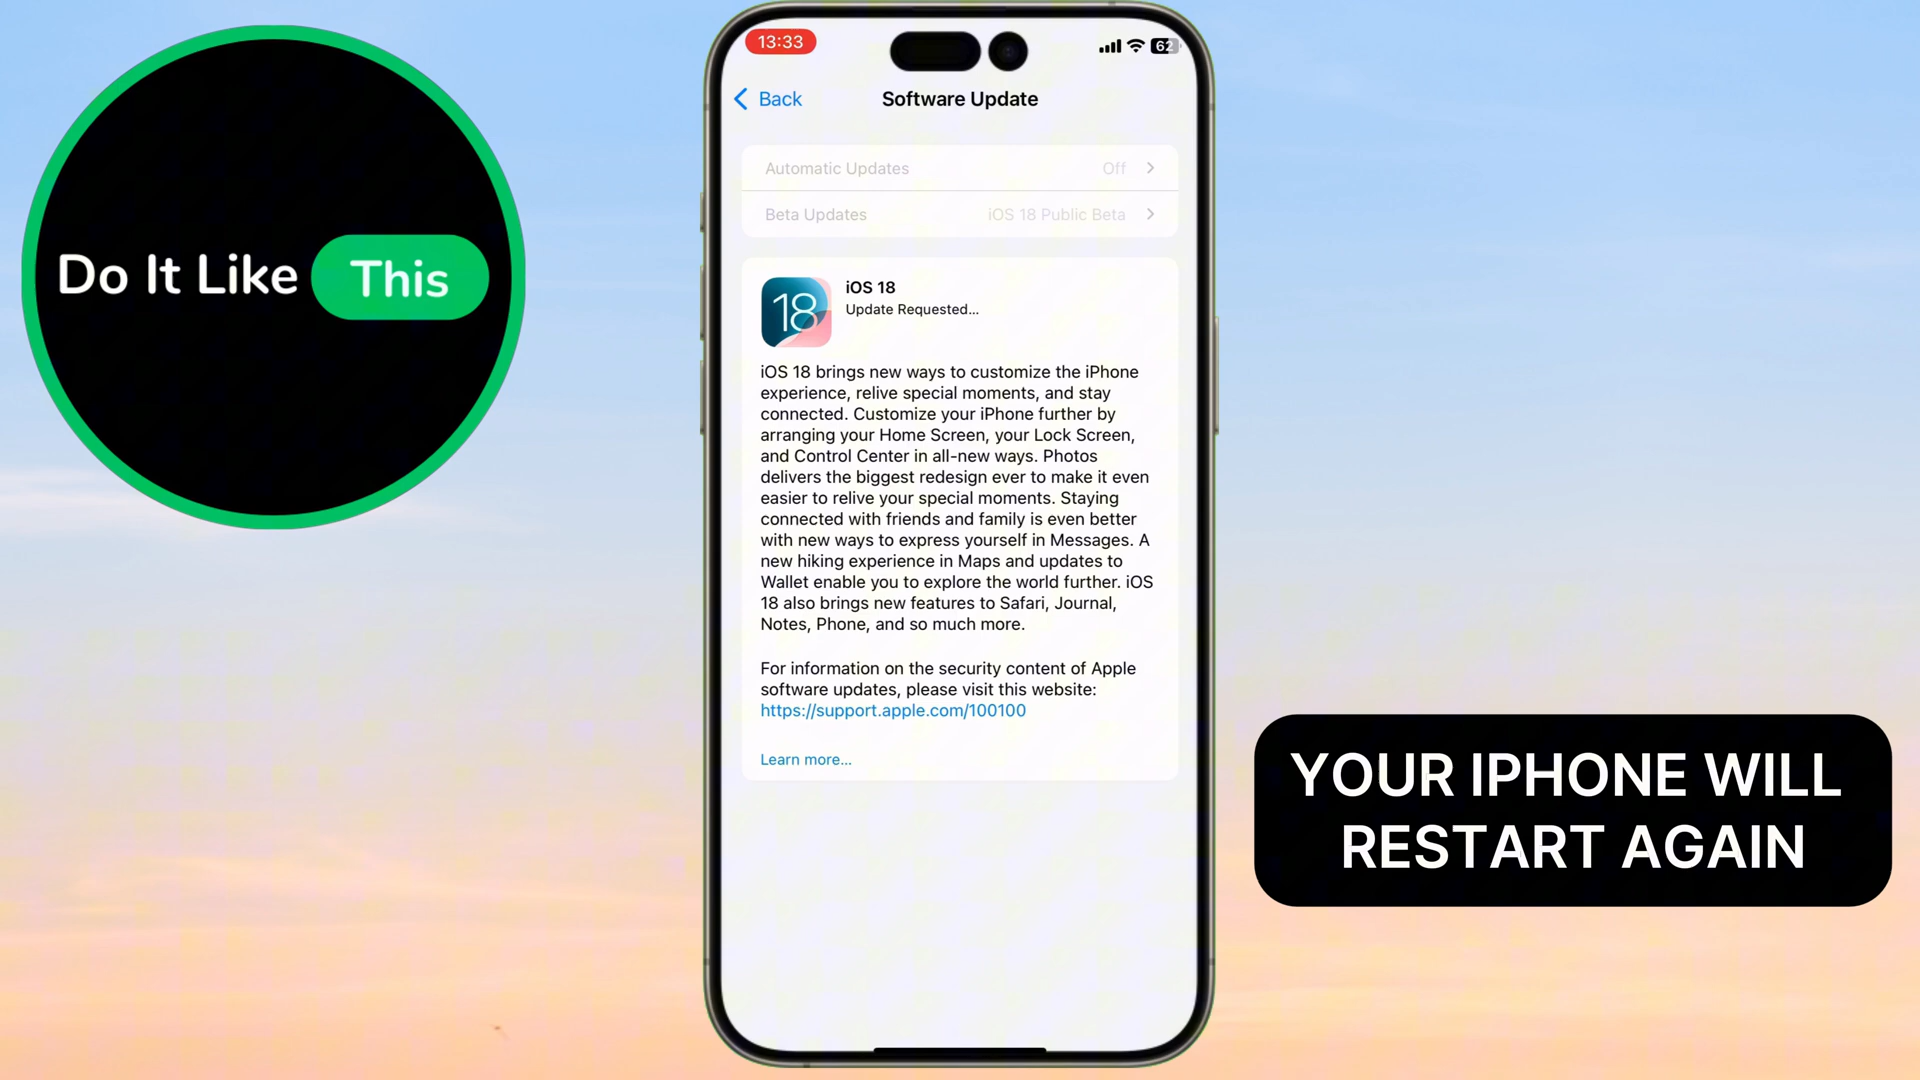 Do It Like This
13:33
62
Back
Software Update
Automatic Updates Off
Beta Updates iOS 18 Public Beta
18
iOS 18
Update Requested...
iOS 18 brings new ways to customize the iPhone
experience, relive special moments, and stay
connected. Customize your iPhone further by
arranging your Home Screen, your Lock Screen,
and Control Center in all-new ways. Photos
delivers the biggest redesign ever to make it even
easier to relive your special moments. Staying
connected with friends and family is even better
with new ways to express yourself in Messages. A
new hiking experience in Maps and updates to
Wallet enable you to explore the world further. iOS
18 also brings new features to Safari, Journal,
Notes, Phone, and so much more.
For information on the security content of Apple
software updates, please visit this website:
https://support.apple.com/100100
Learn more...
YOUR IPHONE WILL
RESTART AGAIN